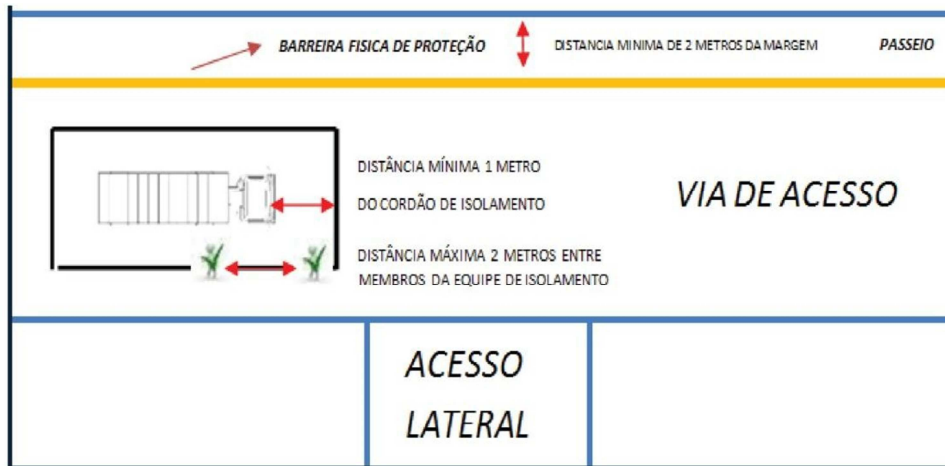 BARREIRA FISICA DE PROTEÇÃO
DISTANCIA MINIMA DE 2 METROS DA MARGEM
PASSEIO
DISTÂNCIA MÍNIMA 1 METRO
DO CORDÃO DE ISOLAMENTO
VIA DE ACESSO
DISTÂNCIA MÁXIMA 2 METROS ENTRE
MEMBROS DA EQUIPE DE ISOLAMENTO
ACESSO
LATERAL